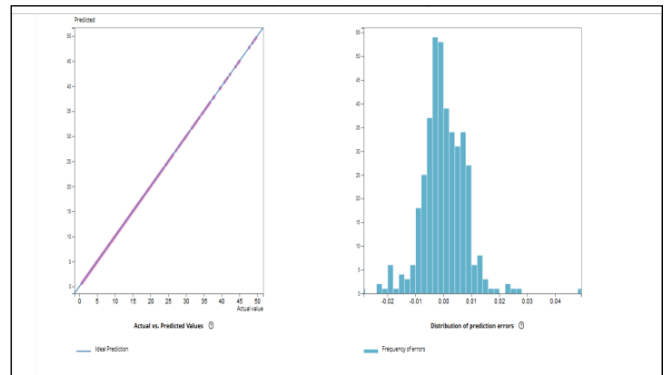 Predicted
50
45
40
35
30
25
20
15
10
5
0
0 5 10 15 20 25 30 35 40 45 50
Actual value
Actual vs. Predicted Values ?
Ideal Prediction
55
50
45
40
35
30
25
20
15
10
5
0
-0.02 -0.01 0.00 0.01 0.02 0.03 0.04
Distribution of prediction errors ?
Frequency of errors